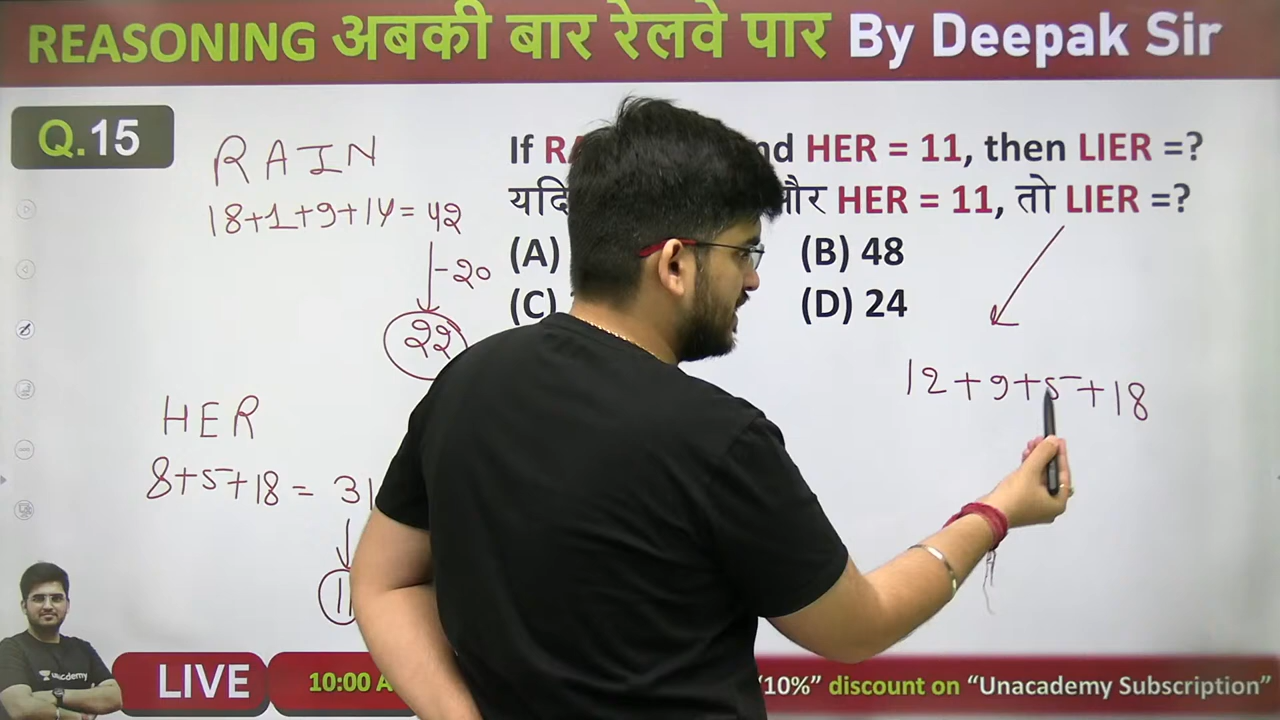 REASONING अबकी बार रेलवे पार By Deepak Sir
Q.15
If HER = 11, then LIER =?
यदि और HER = 11, तो LIER =?
(A)
(B) 48
(C)
(D) 24
RAIN
18+1+9+14 = 42
-20
22
HER
8+5+18 = 31
12+9+5+18
unacademy
LIVE
10:00 A
"10%" discount on "Unacademy Subscription"